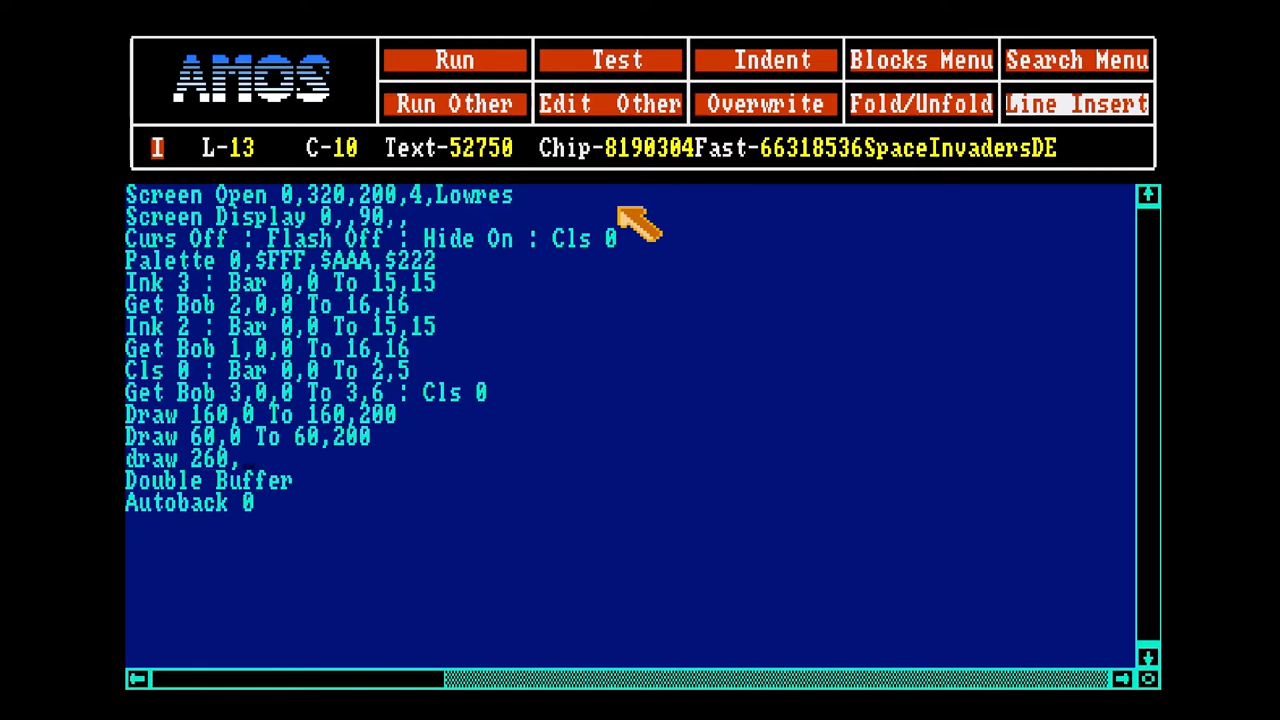 AMOS
Run Test Indent Blocks Menu Search Menu
Run Other Edit Other Overwrite Fold/Unfold Line Insert
I L-13 C-10 Text-52750 Chip-8190304Fast-66318536SpaceInvadersDE
Screen Open 0,320,200,4,Lowres
Screen Display 0,,90,,
Curs Off : Flash Off : Hide On : Cls 0
Palette 0,$FFF,$AAA,$222
Ink 3 : Bar 0,0 To 15,15
Get Bob 2,0,0 To 16,16
Ink 2 : Bar 0,0 To 15,15
Get Bob 1,0,0 To 16,16
Cls 0 : Bar 0,0 To 2,5
Get Bob 3,0,0 To 3,6 : Cls 0
Draw 160,0 To 160,200
Draw 60,0 To 60,200
draw 260,
Double Buffer
Autoback 0